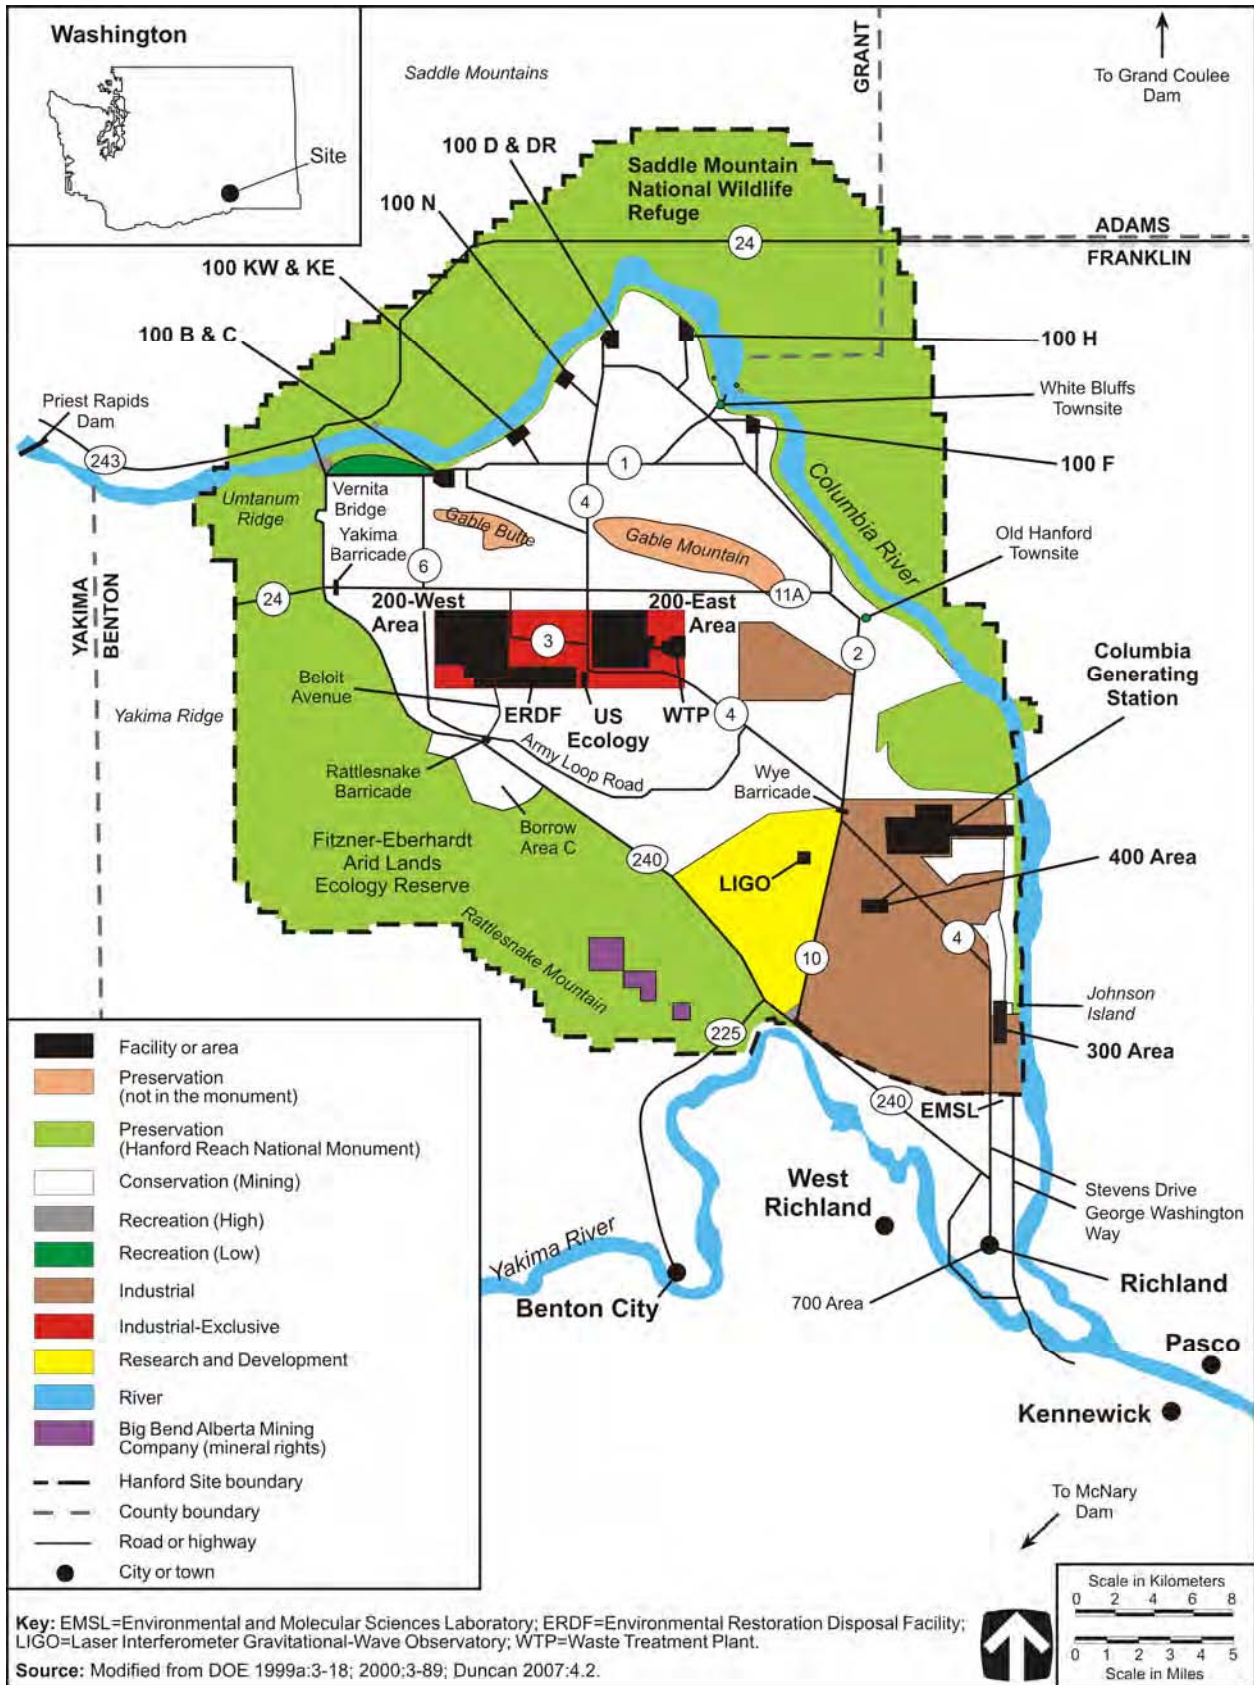 Washington
Site
Saddle Mountains
GRANT
To Grand Coulee
Dam
100 D & DR
Saddle Mountain
National Wildlife
Refuge
100 N
24
ADAMS
FRANKLIN
100 KW & KE
100 B & C
100 H
Priest Rapids
Dam
White Bluffs
Townsite
243
1
100 F
Umtanum
Ridge
Vernita
Bridge
4
Columbia River
Gable Butte
Gable Mountain
Old Hanford
Townsite
Yakima
Barricade
6
24
11A
YAKIMA
BENTON
200-West
Area
200-East
Area
3
2
Columbia
Generating
Station
Beloit
Avenue
Yakima Ridge
ERDF
US
Ecology
WTP
4
Army Loop Road
Rattlesnake
Barricade
Wye
Barricade
Borrow
Area C
Fitzner-Eberhardt
Arid Lands
Ecology Reserve
240
LIGO
400 Area
Rattlesnake Mountain
10
4
Johnson
Island
225
300 Area
240
EMSL
Facility or area
Preservation
(not in the monument)
Preservation
(Hanford Reach National Monument)
Conservation (Mining)
Recreation (High)
Recreation (Low)
Industrial
Industrial-Exclusive
Research and Development
River
Big Bend Alberta Mining
Company (mineral rights)
Hanford Site boundary
County boundary
Road or highway
City or town
West
Richland
Stevens Drive
George Washington
Way
Yakima River
Benton City
700 Area
Richland
Pasco
Kennewick
To McNary
Dam
Scale in Kilometers
0 2 4 6 8
0 1 2 3 4 5
Scale in Miles
Key: EMSL=Environmental and Molecular Sciences Laboratory; ERDF=Environmental Restoration Disposal Facility;
LIGO=Laser Interferometer Gravitational-Wave Observatory; WTP=Waste Treatment Plant.
Source: Modified from DOE 1999a:3-18; 2000:3-89; Duncan 2007:4.2.